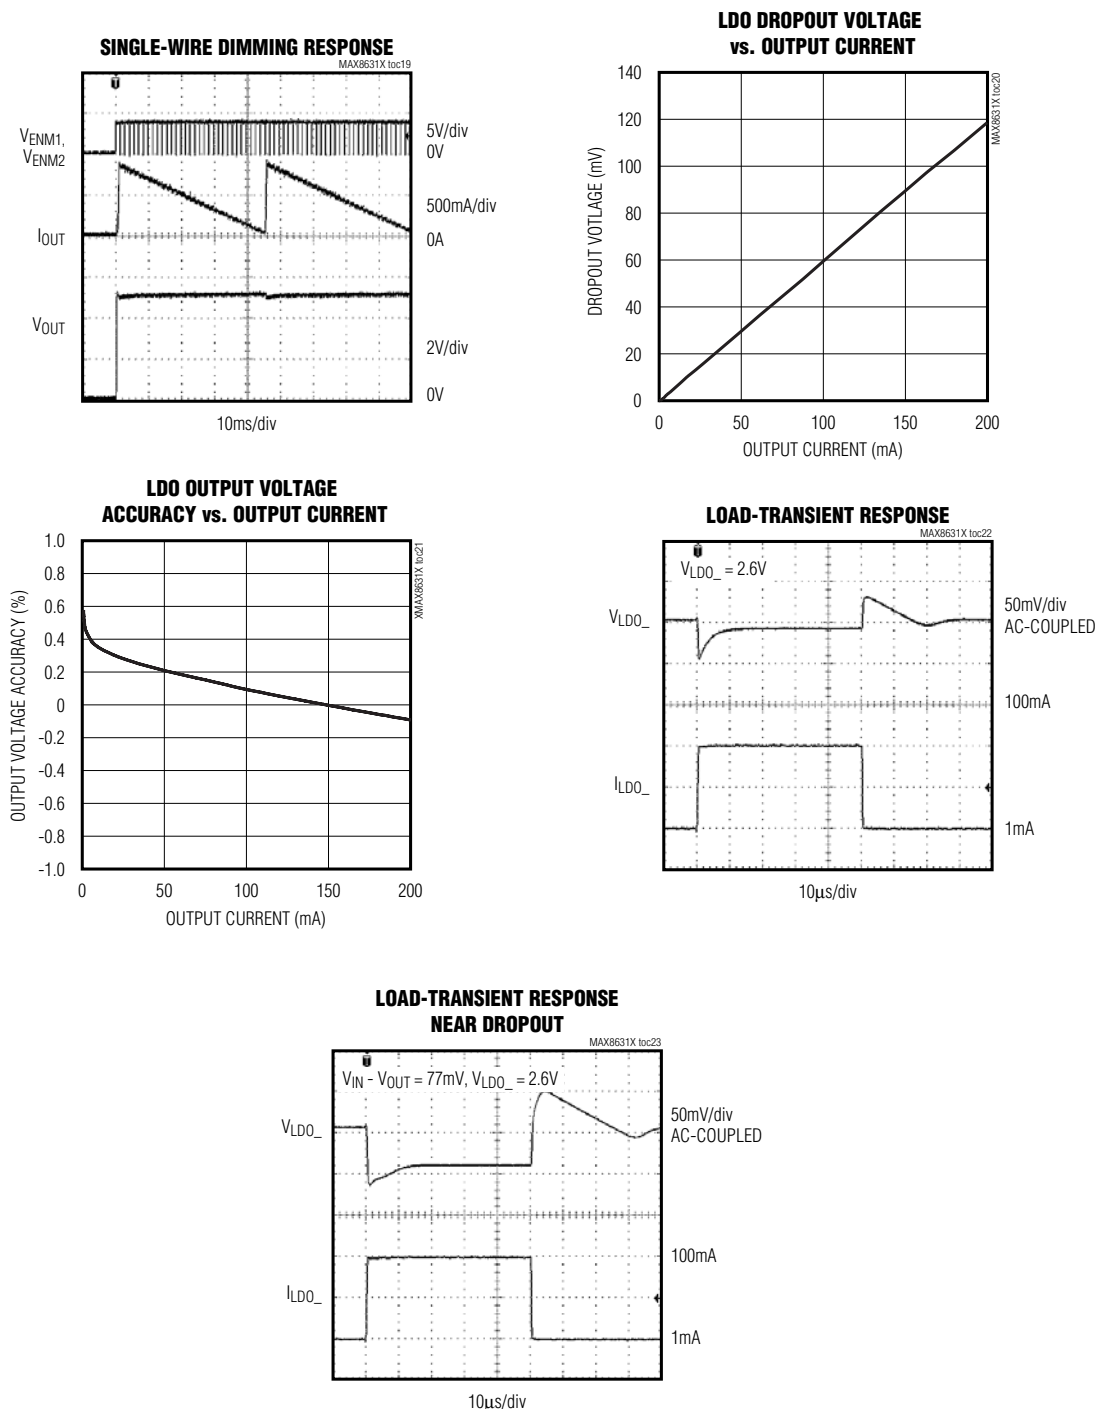 SINGLE-WIRE DIMMING RESPONSE
MAX8631X toc19
VENM1,
VENM2
5V/div
0V
500mA/div
IOUT
0A
VOUT
2V/div
0V
10ms/div
LDO DROPOUT VOLTAGE
vs. OUTPUT CURRENT
MAX8631X toc20
DROPOUT VOTLAGE (mV)
140
120
100
80
60
40
20
0
0 50 100 150 200
OUTPUT CURRENT (mA)
LDO OUTPUT VOLTAGE
ACCURACY vs. OUTPUT CURRENT
XMAX8631X toc21
OUTPUT VOLTAGE ACCURACY (%)
1.0
0.8
0.6
0.4
0.2
0
-0.2
-0.4
-0.6
-0.8
-1.0
0 50 100 150 200
OUTPUT CURRENT (mA)
LOAD-TRANSIENT RESPONSE
MAX8631X toc22
VLDO_ = 2.6V
VLDO_
50mV/div
AC-COUPLED
100mA
ILDO_
1mA
10µs/div
LOAD-TRANSIENT RESPONSE
NEAR DROPOUT
MAX8631X toc23
VIN - VOUT = 77mV, VLDO_ = 2.6V
VLDO_
50mV/div
AC-COUPLED
100mA
ILDO_
1mA
10µs/div